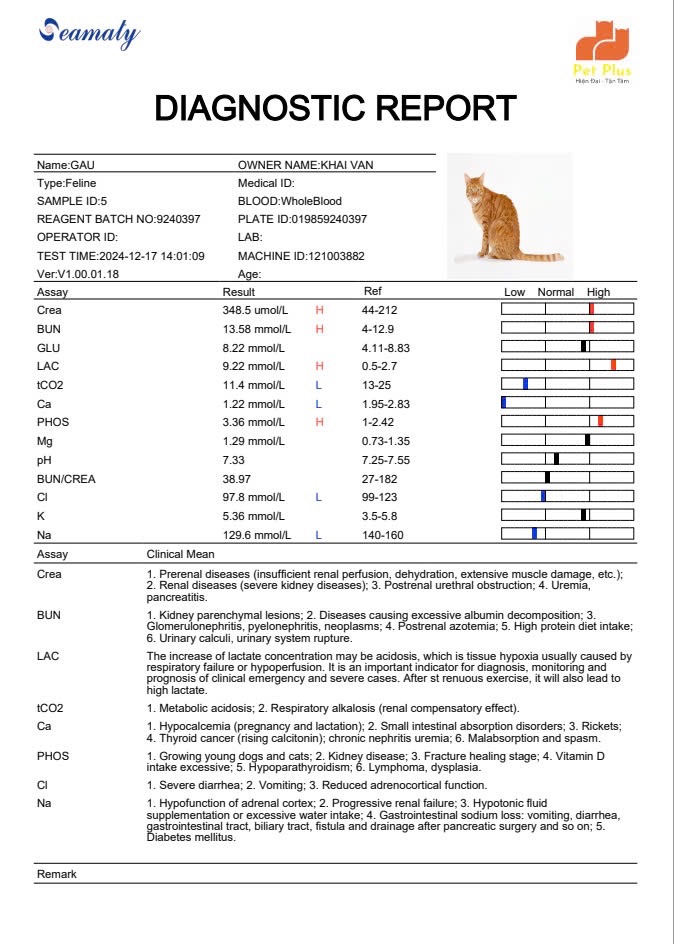 Seamaty
Pet Plus
Hiện Đại - Tận Tâm
DIAGNOSTIC REPORT
Name:GAU OWNER NAME:KHAI VAN
Type:Feline Medical ID:
SAMPLE ID:5 BLOOD:WholeBlood
REAGENT BATCH NO:9240397 PLATE ID:019859240397
OPERATOR ID: LAB:
TEST TIME:2024-12-17 14:01:09 MACHINE ID:121003882
Ver:V1.00.01.18 Age:
Assay Result Ref Low Normal High
Crea 348.5 umol/L H 44-212
BUN 13.58 mmol/L H 4-12.9
GLU 8.22 mmol/L 4.11-8.83
LAC 9.22 mmol/L H 0.5-2.7
tCO2 11.4 mmol/L L 13-25
Ca 1.22 mmol/L L 1.95-2.83
PHOS 3.36 mmol/L H 1-2.42
Mg 1.29 mmol/L 0.73-1.35
pH 7.33 7.25-7.55
BUN/CREA 38.97 27-182
Cl 97.8 mmol/L L 99-123
K 5.36 mmol/L 3.5-5.8
Na 129.6 mmol/L L 140-160
Assay Clinical Mean
Crea 1. Prerenal diseases (insufficient renal perfusion, dehydration, extensive muscle damage, etc.);
2. Renal diseases (severe kidney diseases); 3. Postrenal urethral obstruction; 4. Uremia,
pancreatitis.
BUN 1. Kidney parenchymal lesions; 2. Diseases causing excessive albumin decomposition; 3.
Glomerulonephritis, pyelonephritis, neoplasms; 4. Postrenal azotemia; 5. High protein diet intake;
6. Urinary calculi, urinary system rupture.
LAC The increase of lactate concentration may be acidosis, which is tissue hypoxia usually caused by
respiratory failure or hypoperfusion. It is an important indicator for diagnosis, monitoring and
prognosis of clinical emergency and severe cases. After st renuous exercise, it will also lead to
high lactate.
tCO2 1. Metabolic acidosis; 2. Respiratory alkalosis (renal compensatory effect).
Ca 1. Hypocalcemia (pregnancy and lactation); 2. Small intestinal absorption disorders; 3. Rickets;
4. Thyroid cancer (rising calcitonin); chronic nephritis uremia; 6. Malabsorption and spasm.
PHOS 1. Growing young dogs and cats; 2. Kidney disease; 3. Fracture healing stage; 4. Vitamin D
intake excessive; 5. Hypoparathyroidism; 6. Lymphoma, dysplasia.
Cl 1. Severe diarrhea; 2. Vomiting; 3. Reduced adrenocortical function.
Na 1. Hypofunction of adrenal cortex; 2. Progressive renal failure; 3. Hypotonic fluid
supplementation or excessive water intake; 4. Gastrointestinal sodium loss: vomiting, diarrhea,
gastrointestinal tract, biliary tract, fistula and drainage after pancreatic surgery and so on; 5.
Diabetes mellitus.
Remark